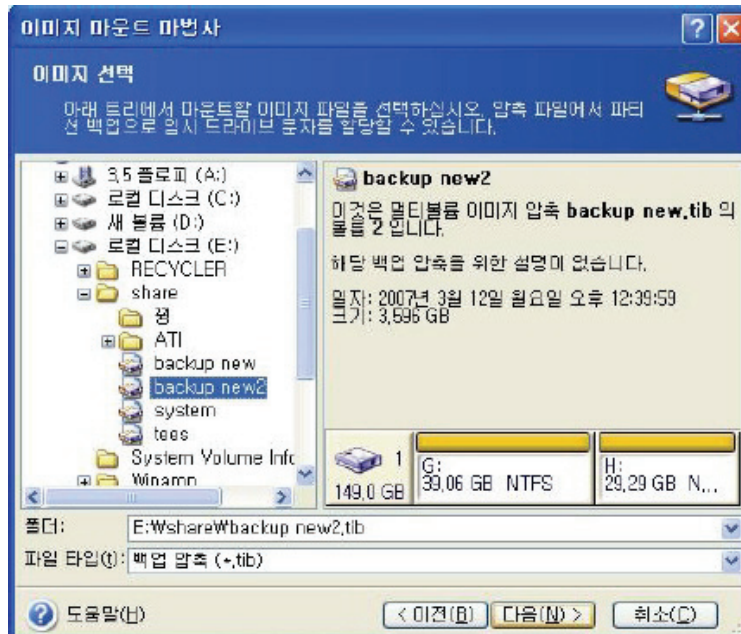 이미지 마운트 마법사
이미지 선택
아래 트리에서 마운트할 이미지 파일을 선택하십시오. 압축 파일에서 파티
션 백업으로 임시 드라이브 문자를 할당할 수 있습니다.
3,5 플로피 (A:)
로컬 디스크 (C:)
새 볼륨 (D:)
로컬 디스크 (E:)
RECYCLER
share
ATI
backup new
backup new2
system
tees
System Volume Info
Winamp
backup new2
이것은 멀티볼륨 이미지 압축 backup new.tib 의
볼륨 2 입니다.
해당 백업 압축을 위한 설명이 없습니다.
일자: 2007년 3월 12일 월요일 오후 12:39:59
크기: 3,596 GB
1
149,0 GB
G:
39,06 GB NTFS
H:
29,29 GB N...
폴더:
E:₩share₩backup new2.tib
파일 타입(t):
백업 압축 (*.tib)
도움말(H)
< 이전(B)
다음(N) >
취소(C)